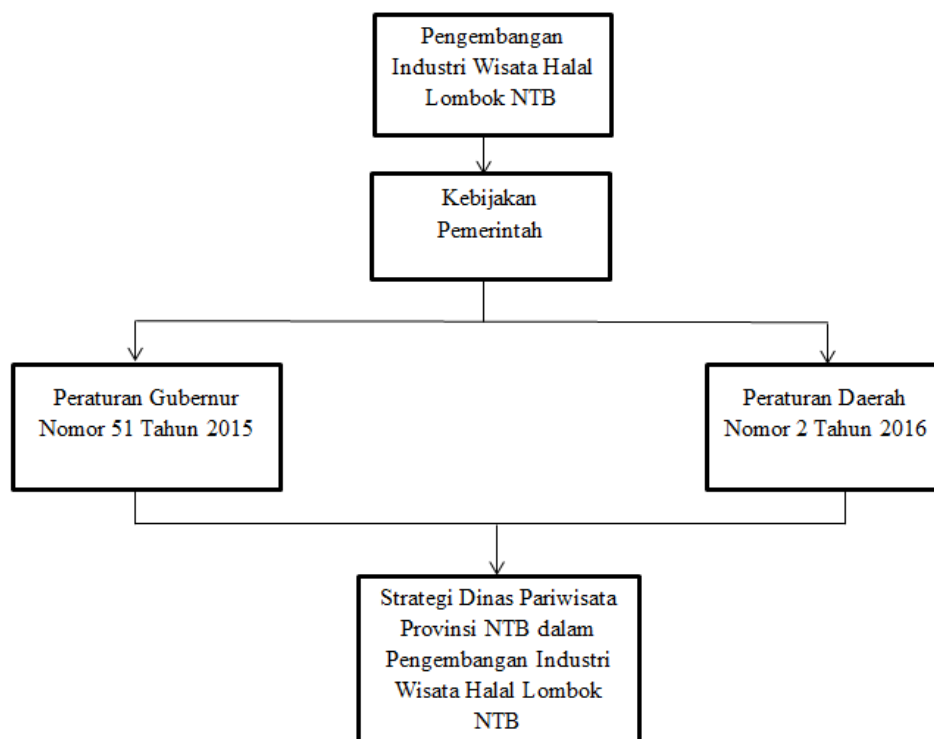 Pengembangan
Industri Wisata Halal
Lombok NTB
Kebijakan
Pemerintah
Peraturan Gubernur
Nomor 51 Tahun 2015
Peraturan Daerah
Nomor 2 Tahun 2016
Strategi Dinas Pariwisata
Provinsi NTB dalam
Pengembangan Industri
Wisata Halal Lombok
NTB